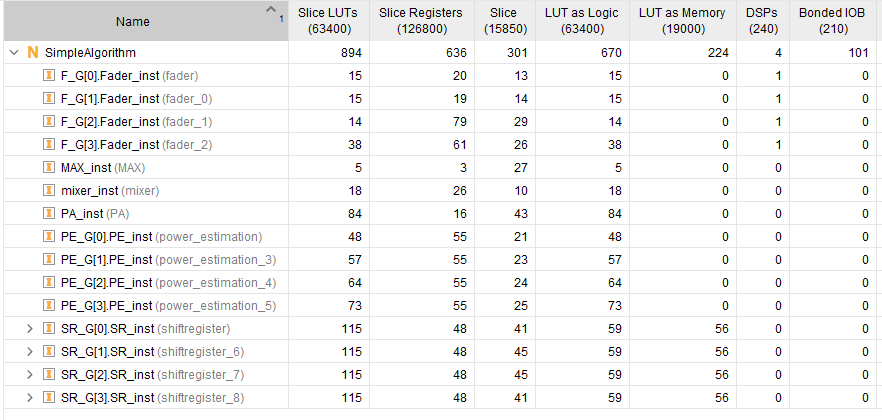 Name 1 Slice LUTs (63400) Slice Registers (126800) Slice (15850) LUT as Logic (63400) LUT as Memory (19000) DSPs (240) Bonded IOB (210)
N SimpleAlgorithm 894 636 301 670 224 4 101
I F_G[0].Fader_inst (fader) 15 20 13 15 0 1 0
I F_G[1].Fader_inst (fader_0) 15 19 14 15 0 1 0
I F_G[2].Fader_inst (fader_1) 14 79 29 14 0 1 0
I F_G[3].Fader_inst (fader_2) 38 61 26 38 0 1 0
I MAX_inst (MAX) 5 3 27 5 0 0 0
I mixer_inst (mixer) 18 26 10 18 0 0 0
I PA_inst (PA) 84 16 43 84 0 0 0
I PE_G[0].PE_inst (power_estimation) 48 55 21 48 0 0 0
I PE_G[1].PE_inst (power_estimation_3) 57 55 23 57 0 0 0
I PE_G[2].PE_inst (power_estimation_4) 64 55 24 64 0 0 0
I PE_G[3].PE_inst (power_estimation_5) 73 55 25 73 0 0 0
I SR_G[0].SR_inst (shiftregister) 115 48 41 59 56 0 0
I SR_G[1].SR_inst (shiftregister_6) 115 48 45 59 56 0 0
I SR_G[2].SR_inst (shiftregister_7) 115 48 45 59 56 0 0
I SR_G[3].SR_inst (shiftregister_8) 115 48 41 59 56 0 0